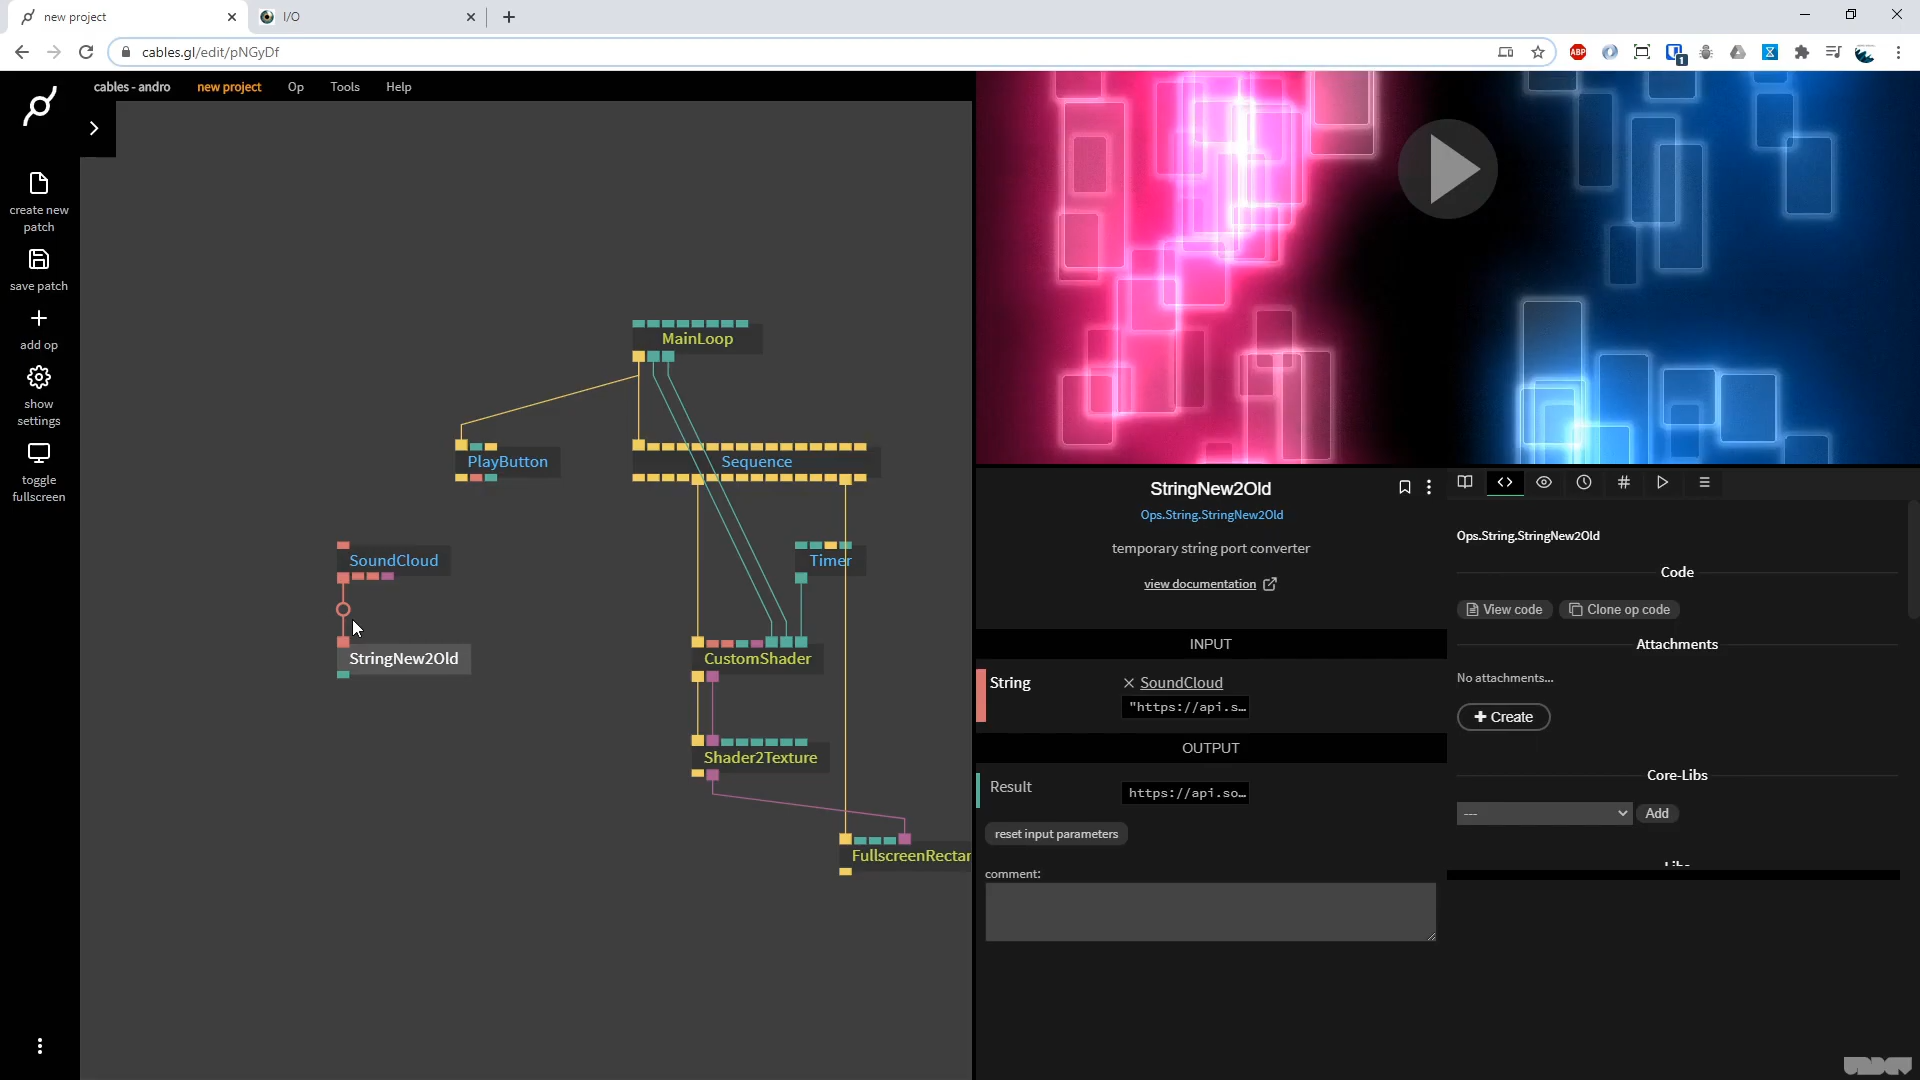 new project
I/O
cables.gl/edit/pNGyDf
ABP
1
cables - andro
new project
Op
Tools
Help
create new
patch
save patch
add op
show
settings
toggle
fullscreen
MainLoop
PlayButton
Sequence
SoundCloud
Timer
StringNew2Old
CustomShader
Shader2Texture
FullscreenRectar
StringNew2Old
Ops.String.StringNew2Old
temporary string port converter
view documentation
INPUT
String
SoundCloud
"https://api.s…
OUTPUT
Result
https://api.so…
reset input parameters
comment:
Ops.String.StringNew2Old
Code
View code
Clone op code
Attachments
No attachments...
Create
Core-Libs
---
Add
Libs